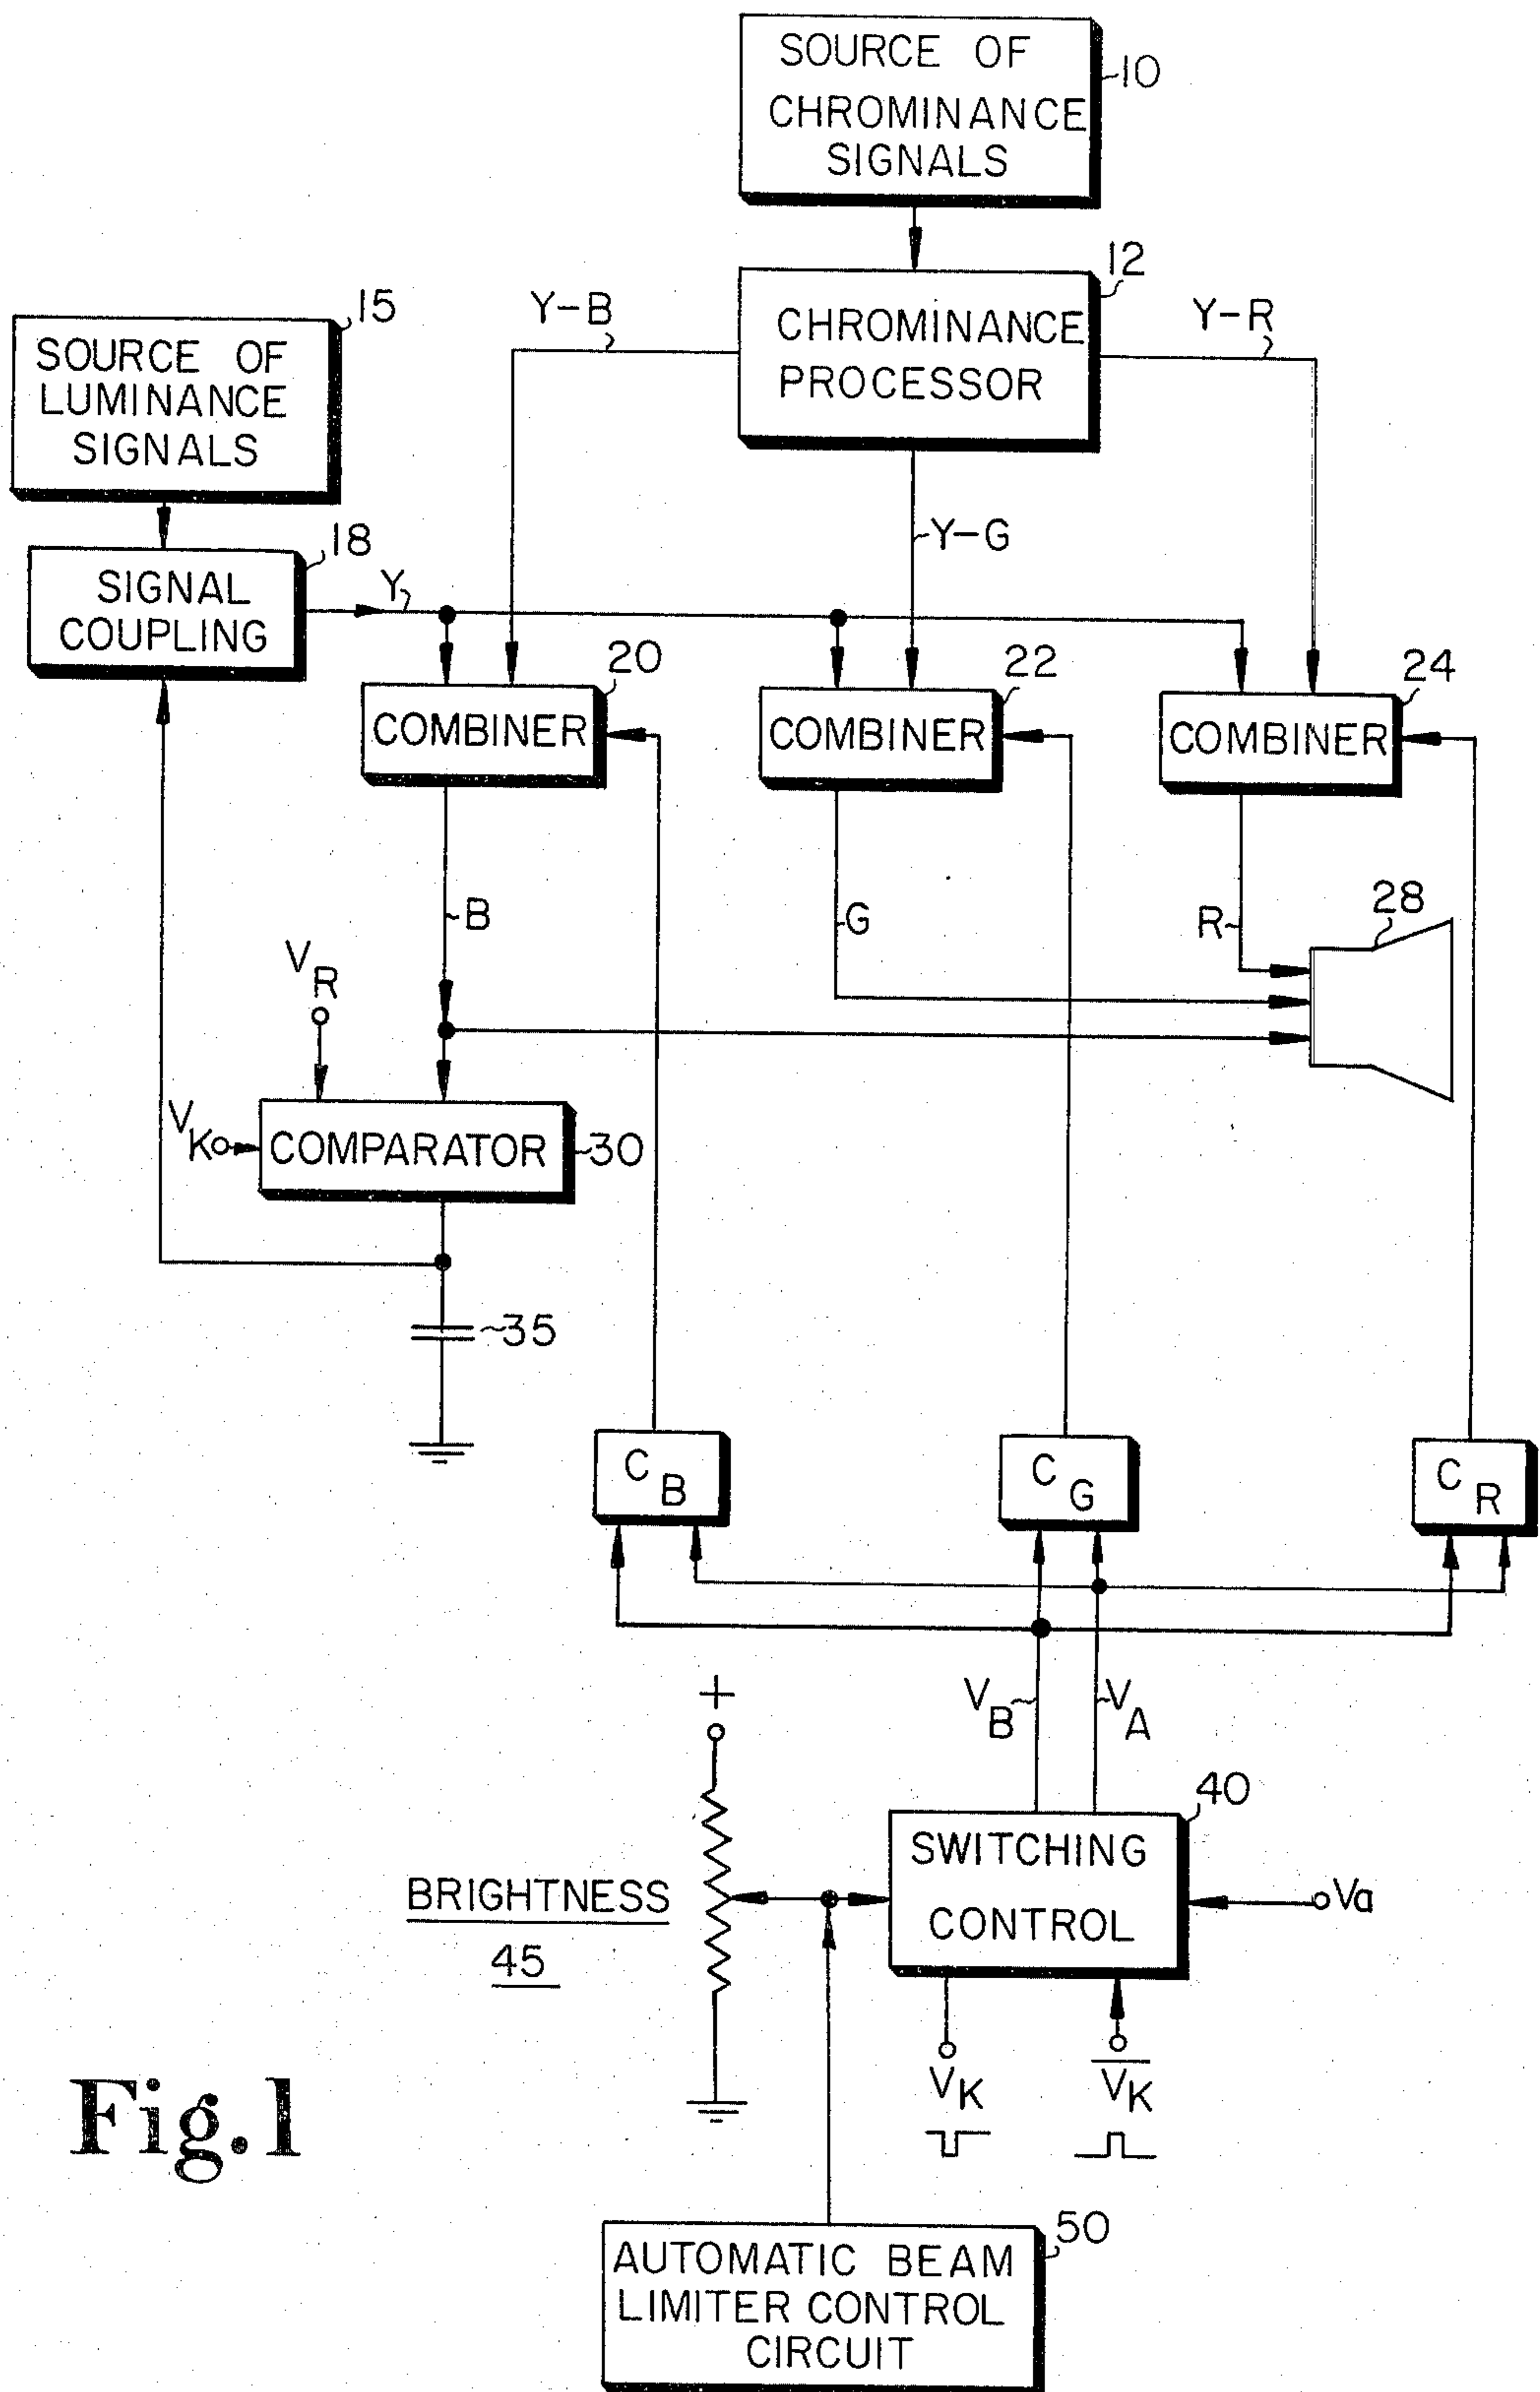 SOURCE OF
CHROMINANCE
SIGNALS
10
12
CHROMINANCE
PROCESSOR
Y-B
Y-R
15
SOURCE OF
LUMINANCE
SIGNALS
Y-G
18
SIGNAL
COUPLING
Y
20
COMBINER
22
COMBINER
24
COMBINER
B
G
R
28
VR
VK
COMPARATOR
30
35
CB
CG
CR
VB
VA
+
40
SWITCHING
CONTROL
BRIGHTNESS
45
Va
VK
V̅K̅
Fig.1
50
AUTOMATIC BEAM
LIMITER CONTROL
CIRCUIT